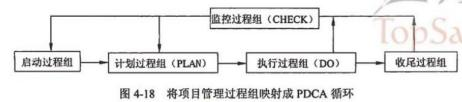 监控过程组（CHECK）
TopSa
启动过程组
计划过程组（PLAN）
执行过程组（DO）
收尾过程组
图 4-18 将项目管理过程组映射成 PDCA 循环